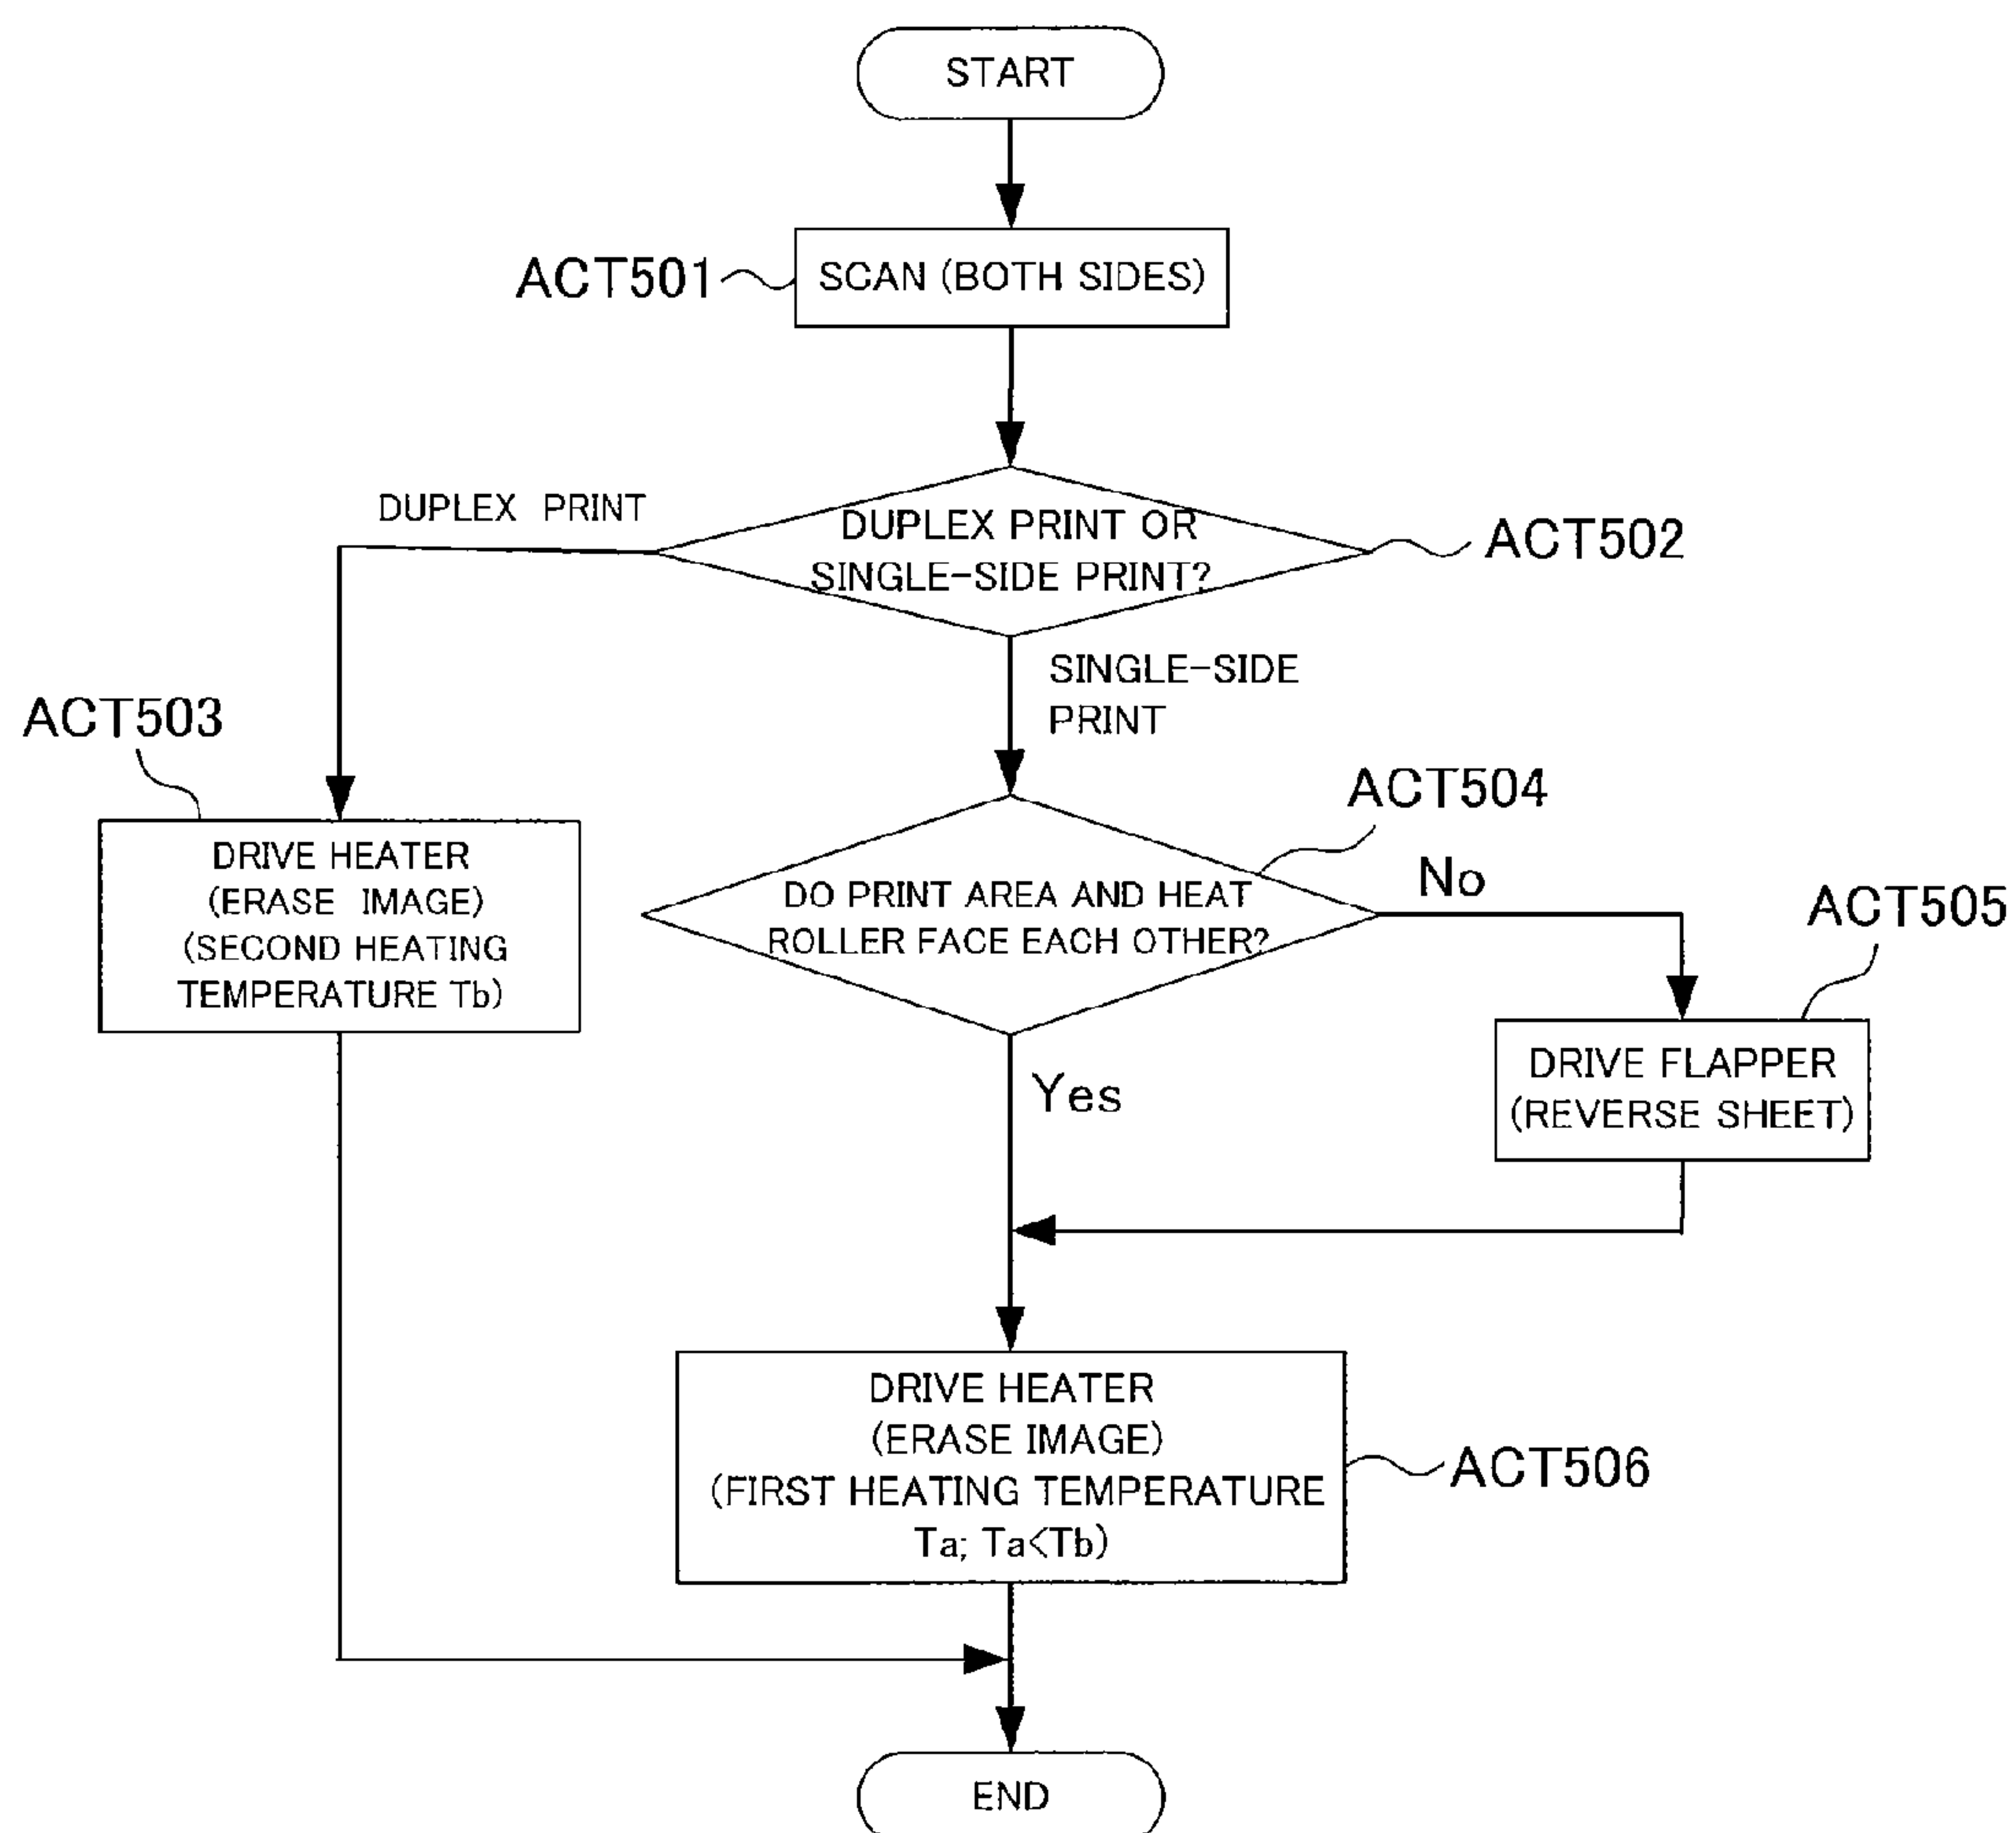 START
ACT501
SCAN (BOTH SIDES)
DUPLEX PRINT
DUPLEX PRINT OR
SINGLE-SIDE PRINT?
ACT502
SINGLE-SIDE
PRINT
ACT503
DRIVE HEATER
(ERASE IMAGE)
(SECOND HEATING
TEMPERATURE Tb)
ACT504
DO PRINT AREA AND HEAT
ROLLER FACE EACH OTHER?
No
ACT505
DRIVE FLAPPER
(REVERSE SHEET)
Yes
DRIVE HEATER
(ERASE IMAGE)
(FIRST HEATING TEMPERATURE
Ta; Ta<Tb)
ACT506
END